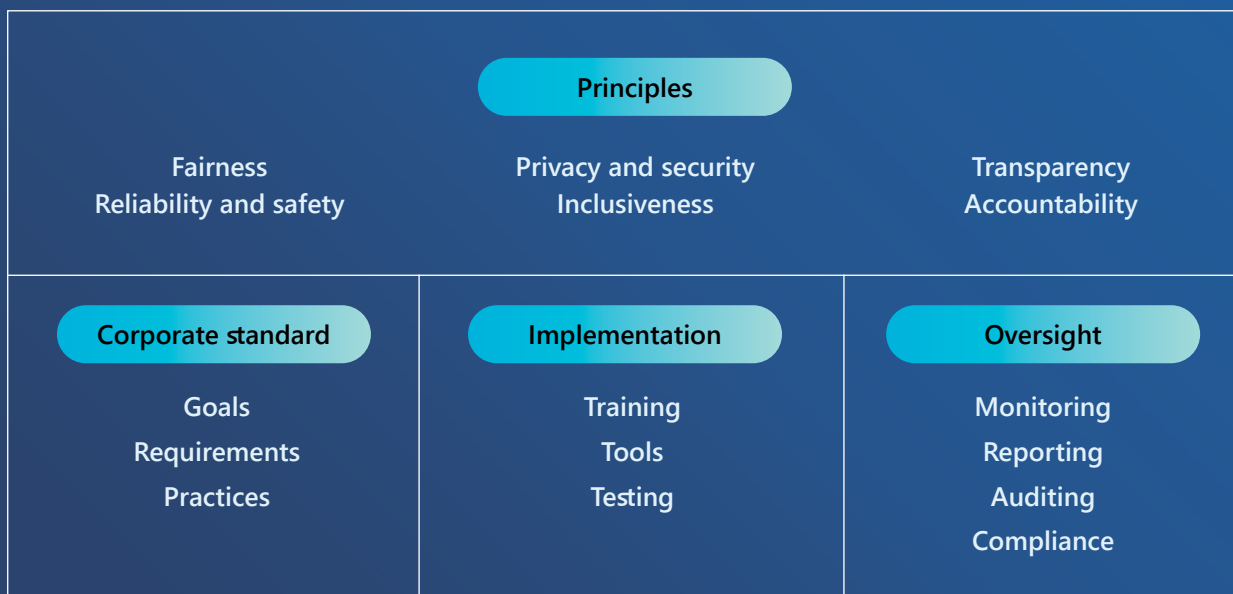 Principles
Fairness
Reliability and safety
Privacy and security
Inclusiveness
Transparency
Accountability
Corporate standard
Goals
Requirements
Practices
Implementation
Training
Tools
Testing
Oversight
Monitoring
Reporting
Auditing
Compliance